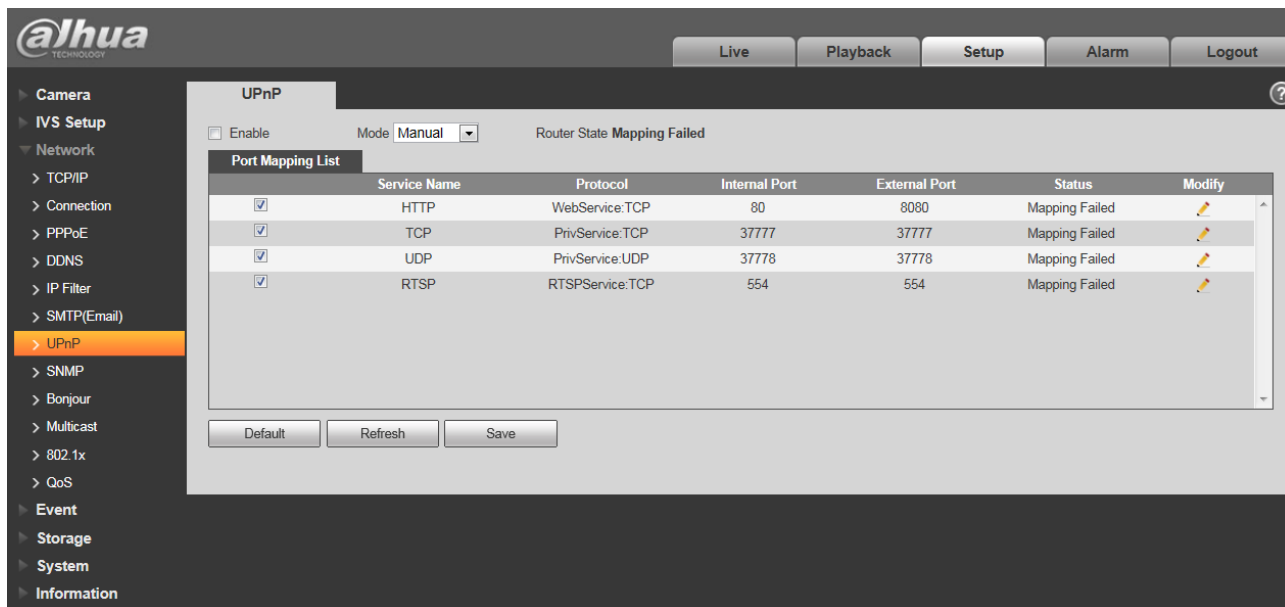 alhua
TECHNOLOGY
Live Playback Setup Alarm Logout
Camera
IVS Setup
Network
> TCP/IP
> Connection
> PPPoE
> DDNS
> IP Filter
> SMTP(Email)
> UPnP
> SNMP
> Bonjour
> Multicast
> 802.1x
> QoS
Event
Storage
System
Information
UPnP ?
Enable Mode Manual Router State Mapping Failed
Port Mapping List
Service Name Protocol Internal Port External Port Status Modify
HTTP WebService:TCP 80 8080 Mapping Failed
TCP PrivService:TCP 37777 37777 Mapping Failed
UDP PrivService:UDP 37778 37778 Mapping Failed
RTSP RTSPService:TCP 554 554 Mapping Failed
Default Refresh Save